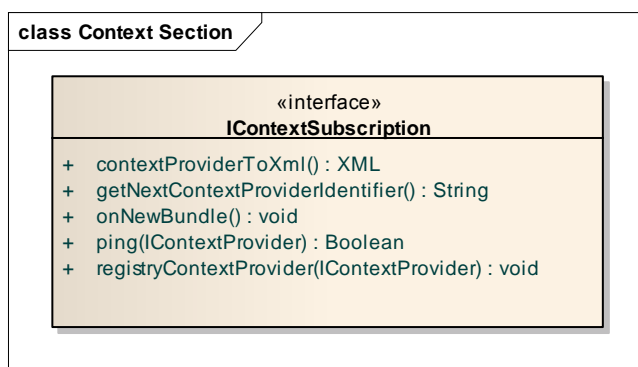 class Context Section
«interface»
IContextSubscription
+ contextProviderToXml() : XML
+ getNextContextProviderIdentifier() : String
+ onNewBundle() : void
+ ping(IContextProvider) : Boolean
+ registryContextProvider(IContextProvider) : void